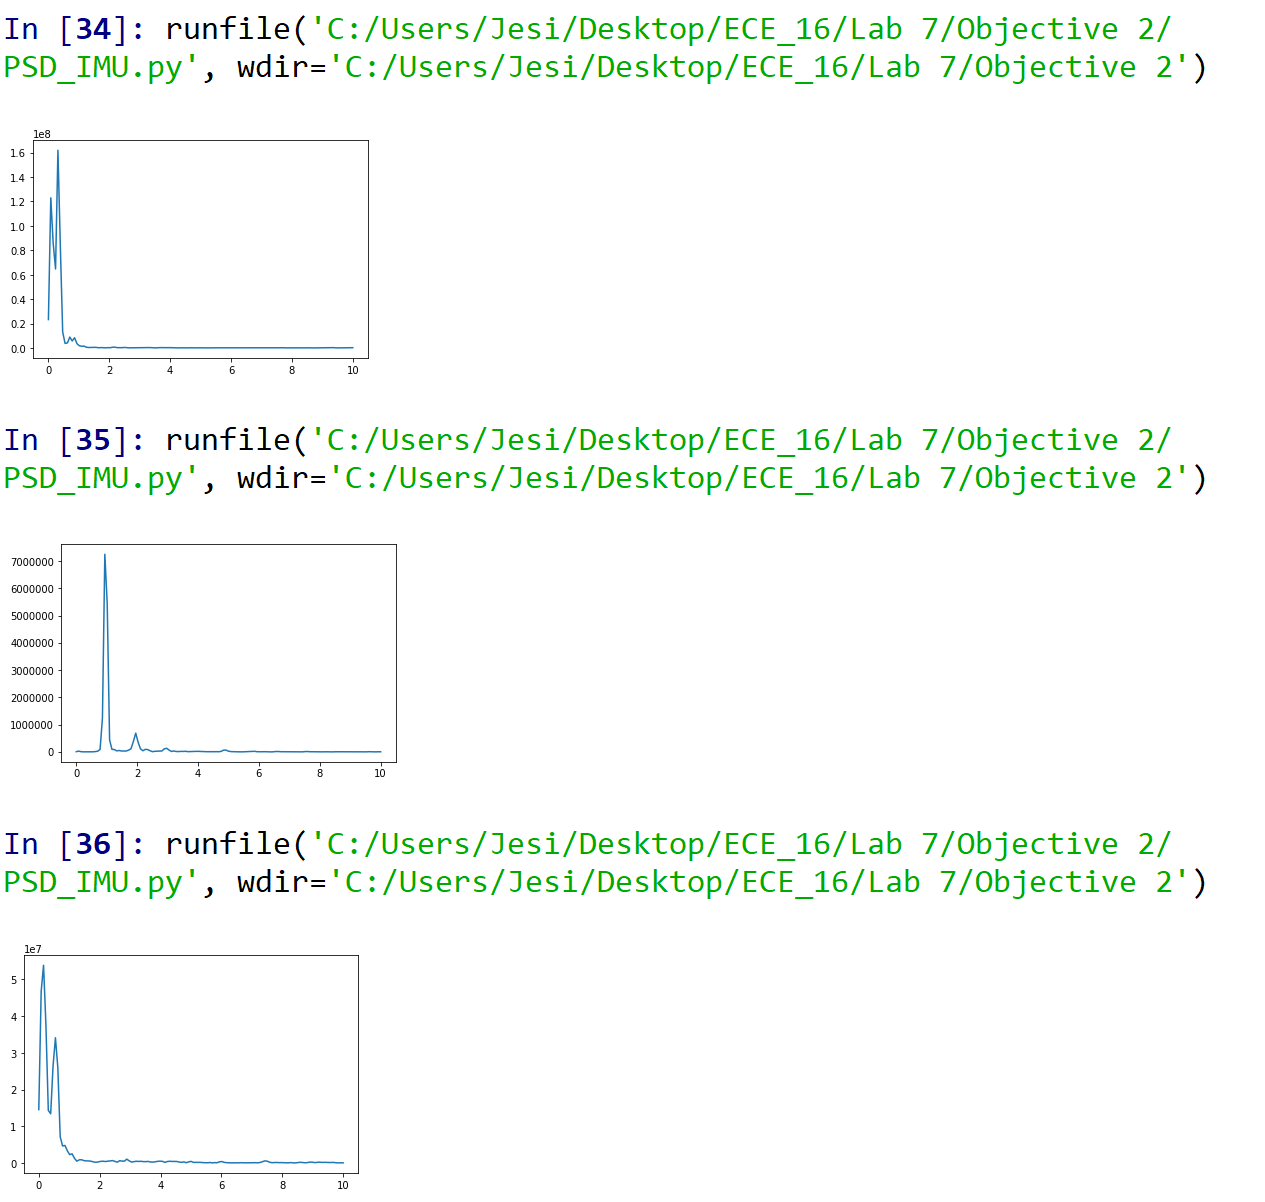 In [34]: runfile('C:/Users/Jesi/Desktop/ECE_16/Lab 7/Objective 2/
PSD_IMU.py', wdir='C:/Users/Jesi/Desktop/ECE_16/Lab 7/Objective 2')
1e8
1.6
1.4
1.2
1.0
0.8
0.6
0.4
0.2
0.0
0 2 4 6 8 10
In [35]: runfile('C:/Users/Jesi/Desktop/ECE_16/Lab 7/Objective 2/
PSD_IMU.py', wdir='C:/Users/Jesi/Desktop/ECE_16/Lab 7/Objective 2')
7000000
6000000
5000000
4000000
3000000
2000000
1000000
0
0 2 4 6 8 10
In [36]: runfile('C:/Users/Jesi/Desktop/ECE_16/Lab 7/Objective 2/
PSD_IMU.py', wdir='C:/Users/Jesi/Desktop/ECE_16/Lab 7/Objective 2')
1e7
5
4
3
2
1
0
0 2 4 6 8 10